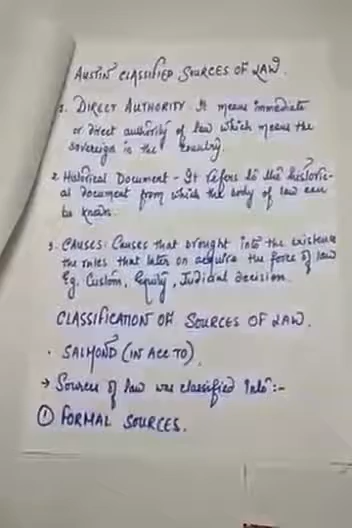 AUSTIN CLASSIFIED SOURCES OF LAW.
1. DIRECT AUTHORITY. It means immediate
or direct authority of law which means the
sovereign in the country.
2. Historical Document - It refers to the historic-
al document from which the body of law can
be known.
3. CAUSES: Causes that brought into the existence
the rules that later on acquire the force of law
Eg. Custom, Equity, Judicial decision.
CLASSIFICATION OF SOURCES OF LAW.
• SALMOND (IN ACC TO).
→ Sources of law was classified into:-
① FORMAL SOURCES.